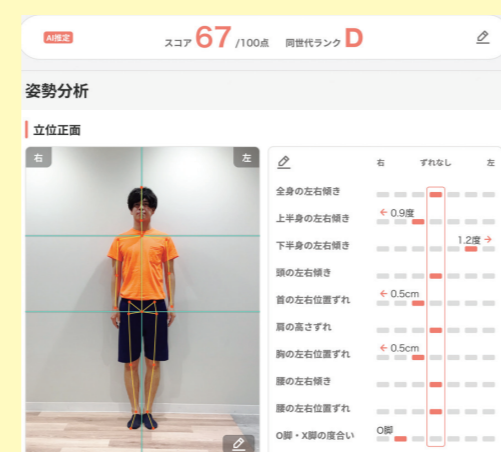 AI推定 スコア 67 /100点 同世代ランク D
姿勢分析
立位正面
右 左
右 ずれなし 左
全身の左右傾き
上半身の左右傾き ← 0.9度
下半身の左右傾き 1.2度 →
頭の左右傾き
首の左右位置ずれ ← 0.5cm
肩の高さずれ
胸の左右位置ずれ ← 0.5cm
腰の左右傾き
腰の左右位置ずれ
O脚・X脚の度合い O脚